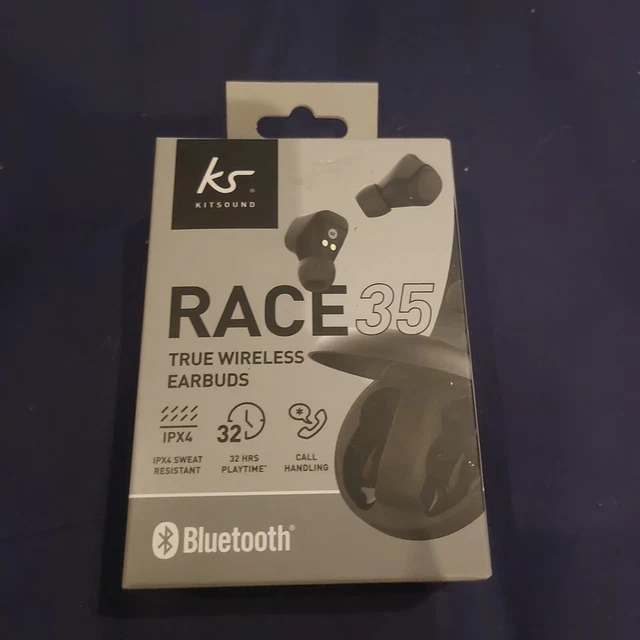 ks
KITSOUND
RACE 35
TRUE WIRELESS
EARBUDS
IPX4
32
IPX4 SWEAT
RESISTANT
32 HRS
PLAYTIME*
CALL
HANDLING
Bluetooth®